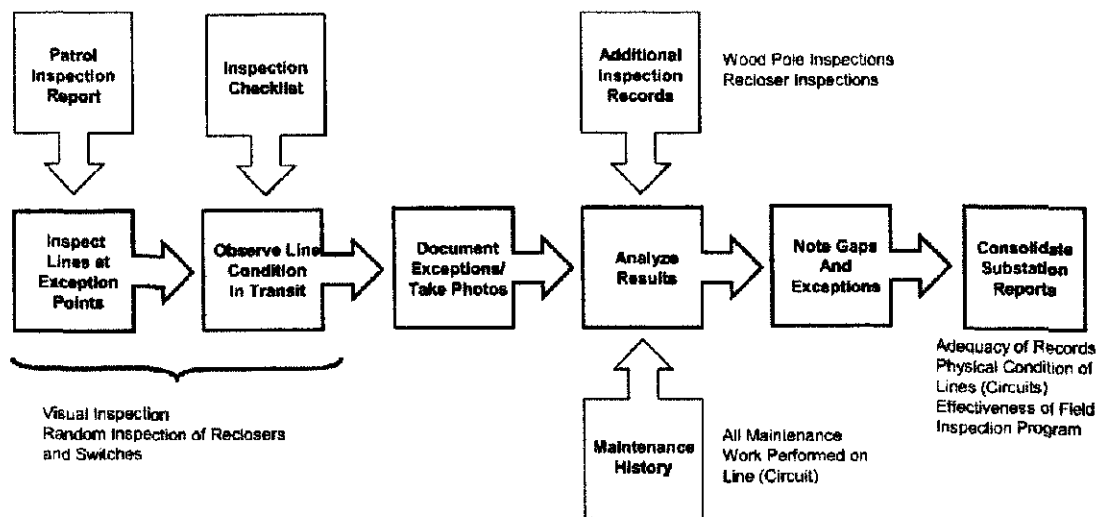 Patrol
Inspection
Report
Inspection
Checklist
Additional
Inspection
Records
Wood Pole Inspections
Recloser Inspections
Inspect
Lines at
Exception
Points
Observe Line
Condition
In Transit
Document
Exceptions/
Take Photos
Analyze
Results
Note Gaps
And
Exceptions
Consolidate
Substation
Reports
Visual Inspection
Random Inspection of Reclosers
and Switches
Maintenance
History
All Maintenance
Work Performed on
Line (Circuit)
Adequacy of Records
Physical Condition of
Lines (Circuits)
Effectiveness of Field
Inspection Program